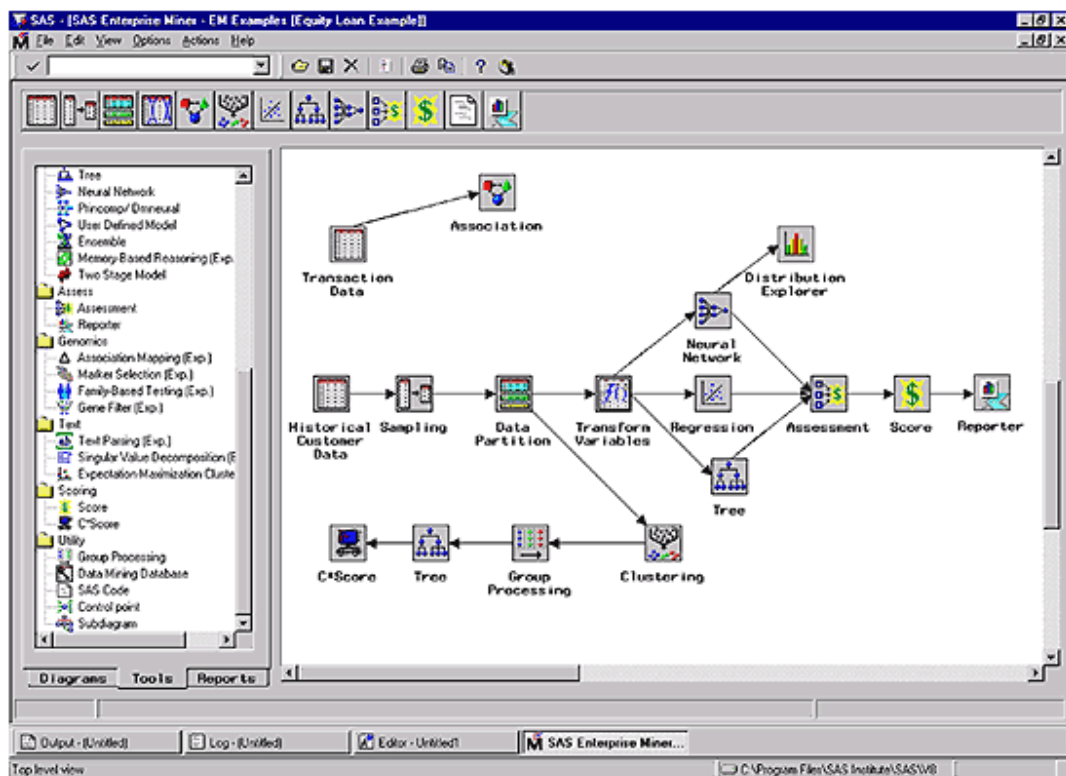 SAS - [SAS Enterprise Miner - EM Examples [Equity Loan Example]]
File Edit View Options Actions Help
Tree
Neural Network
Princomp/Dmneural
User Defined Model
Ensemble
Memory-Based Reasoning (Exp.
Two Stage Model
Assess
Assessment
Reporter
Genomics
Association Mapping (Exp.)
Marker Selection (Exp.)
Family-Based Testing (Exp.)
Gene Filter (Exp.)
Text
Text Parsing (Exp.)
Singular Value Decomposition (E
Expectation-Maximization Cluste
Scoring
Score
C*Score
Utility
Group Processing
Data Mining Database
SAS Code
Control point
Subdiagram
Diagrams Tools Reports
Association
Transaction
Data
Distribution
Explorer
Neural
Network
Historical
Customer
Data
Sampling
Data
Partition
Transform
Variables
Regression
Assessment
Score
Reporter
Tree
C*Score
Tree
Group
Processing
Clustering
Output - (Untitled)
Log - (Untitled)
Editor - Untitled1
SAS Enterprise Miner...
Top level view
C:\Program Files\SAS Institute\SAS\V8